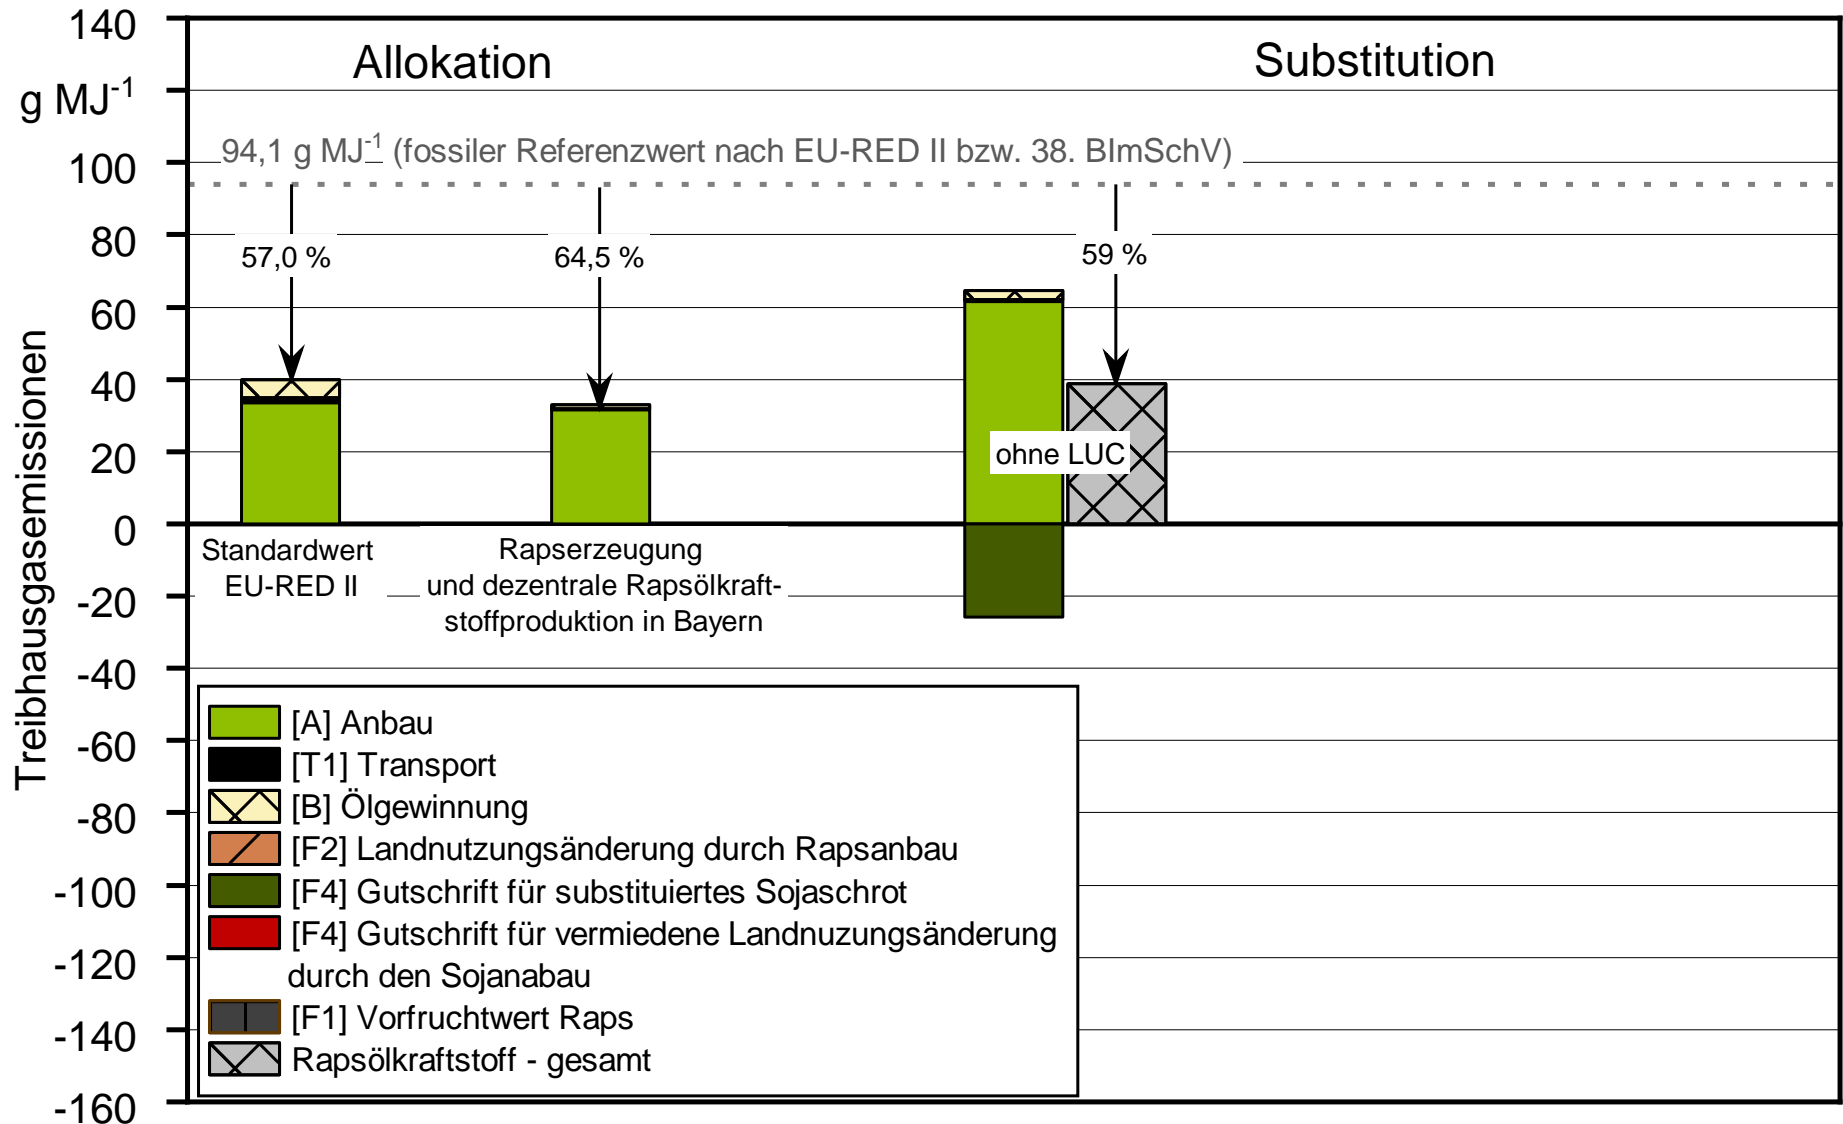 140
g MJ-1
100
80
60
40
20
0
-20
-40
-60
-80
-100
-120
-140
-160
Treibhausgasemissionen
Allokation
Substitution
94,1 g MJ-1 (fossiler Referenzwert nach EU-RED II bzw. 38. BImSchV)
57,0 %
64,5 %
59 %
ohne LUC
Standardwert
EU-RED II
Rapserzeugung
und dezentrale Rapsölkraft-
stoffproduktion in Bayern
[A] Anbau
[T1] Transport
[B] Ölgewinnung
[F2] Landnutzungsänderung durch Rapsanbau
[F4] Gutschrift für substituiertes Sojaschrot
[F4] Gutschrift für vermiedene Landnuzungsänderung
durch den Sojanabau
[F1] Vorfruchtwert Raps
Rapsölkraftstoff - gesamt